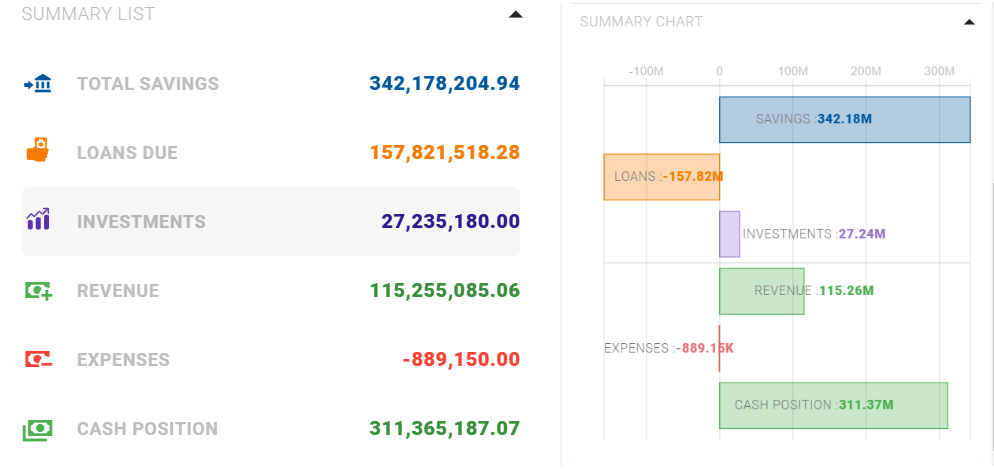 SUMMARY LIST
TOTAL SAVINGS 342,178,204.94
LOANS DUE 157,821,518.28
INVESTMENTS 27,235,180.00
REVENUE 115,255,085.06
EXPENSES -889,150.00
CASH POSITION 311,365,187.07
SUMMARY CHART
-100M 0 100M 200M 300M
SAVINGS :342.18M
LOANS :-157.82M
INVESTMENTS :27.24M
REVENUE :115.26M
EXPENSES :-889.15K
CASH POSITION :311.37M